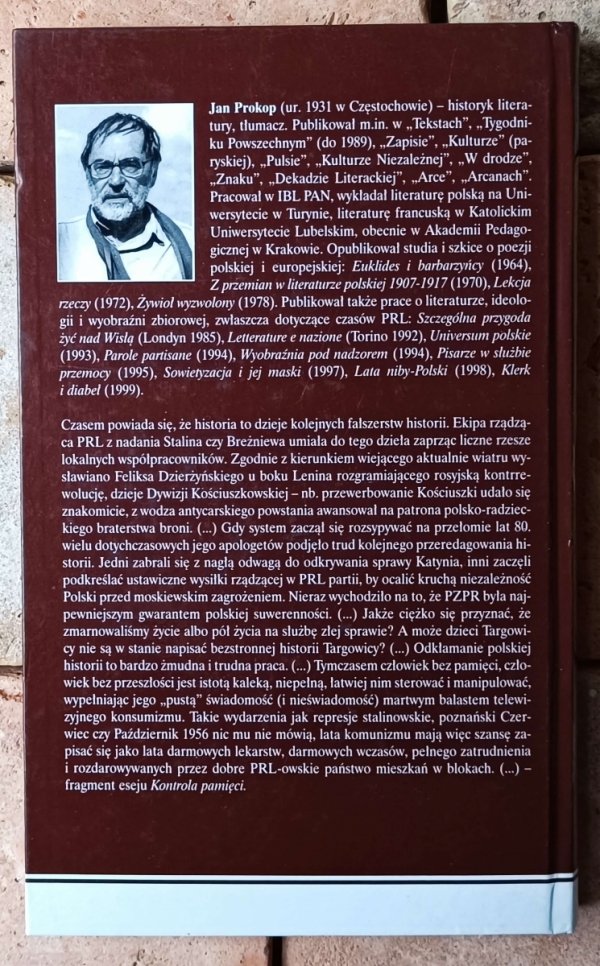 Jan Prokop (ur. 1931 w Częstochowie) – historyk litera-
tury, tłumacz. Publikował m.in. w „Tekstach”, „Tygodni-
ku Powszechnym” (do 1989), „Zapisie”, „Kulturze” (pa-
ryskiej), „Pulsie”, „Kulturze Niezależnej”, „W drodze”,
„Znaku”, „Dekadzie Literackiej”, „Arce”, „Arcanach”.
Pracował w IBL PAN, wykładał literaturę polską na Uni-
wersytecie w Turynie, literaturę francuską w Katolickim
Uniwersytecie Lubelskim, obecnie w Akademii Pedago-
gicznej w Krakowie. Opublikował studia i szkice o poezji
polskiej i europejskiej: Euklides i barbarzyńcy (1964),
Z przemian w literaturze polskiej 1907-1917 (1970), Lekcja
rzeczy (1972), Żywioł wyzwolony (1978). Publikował także prace o literaturze, ideolo-
gii i wyobraźni zbiorowej, zwłaszcza dotyczące czasów PRL: Szczególna przygoda
żyć nad Wisłą (Londyn 1985), Letterature e nazione (Torino 1992), Universum polskie
(1993), Parole partisane (1994), Wyobraźnia pod nadzorem (1994), Pisarze w służbie
przemocy (1995), Sowietyzacja i jej maski (1997), Lata niby-Polski (1998), Klerk
i diabeł (1999).
Czasem powiada się, że historia to dzieje kolejnych fałszerstw historii. Ekipa rządzą-
ca PRL z nadania Stalina czy Breżniewa umiała do tego dzieła zaprząc liczne rzesze
lokalnych współpracowników. Zgodnie z kierunkiem wiejącego aktualnie wiatru wy-
sławiano Feliksa Dzierżyńskiego u boku Lenina rozgramiającego rosyjską kontrre-
wolucję, dzieje Dywizji Kościuszkowskiej – nb. przewerbowanie Kościuszki udało się
znakomicie, z wodza antycarskiego powstania awansował na patrona polsko-radziec-
kiego braterstwa broni. (...) Gdy system zaczął się rozsypywać na przełomie lat 80.
wielu dotychczasowych jego apologetów podjęło trud kolejnego przeredagowania hi-
storii. Jedni zabrali się z nagłą odwagą do odkrywania sprawy Katynia, inni zaczęli
podkreślać ustawiczne wysiłki rządzącej w PRL partii, by ocalić kruchą niezależność
Polski przed moskiewskim zagrożeniem. Nieraz wychodziło na to, że PZPR była naj-
pewniejszym gwarantem polskiej suwerenności. (...) Jakże ciężko się przyznać, że
zmarnowaliśmy życie albo pół życia na służbę złej sprawie? A może dzieci Targowi-
cy nie są w stanie napisać bezstronnej historii Targowicy? (...) Odkłamanie polskiej
historii to bardzo żmudna i trudna praca. (...) Tymczasem człowiek bez pamięci, czło-
wiek bez przeszłości jest istotą kaleką, niepełną, łatwiej nim sterować i manipulować,
wypełniając jego „pustą” świadomość (i nieświadomość) martwym balastem telewi-
zyjnego konsumizmu. Takie wydarzenia jak represje stalinowskie, poznański Czer-
wiec czy Październik 1956 nic mu nie mówią, lata komunizmu mają więc szansę za-
pisać się jako lata darmowych lekarstw, darmowych wczasów, pełnego zatrudnienia
i rozdarowywanych przez dobre PRL-owskie państwo mieszkań w blokach. (...) –
fragment eseju Kontrola pamięci.